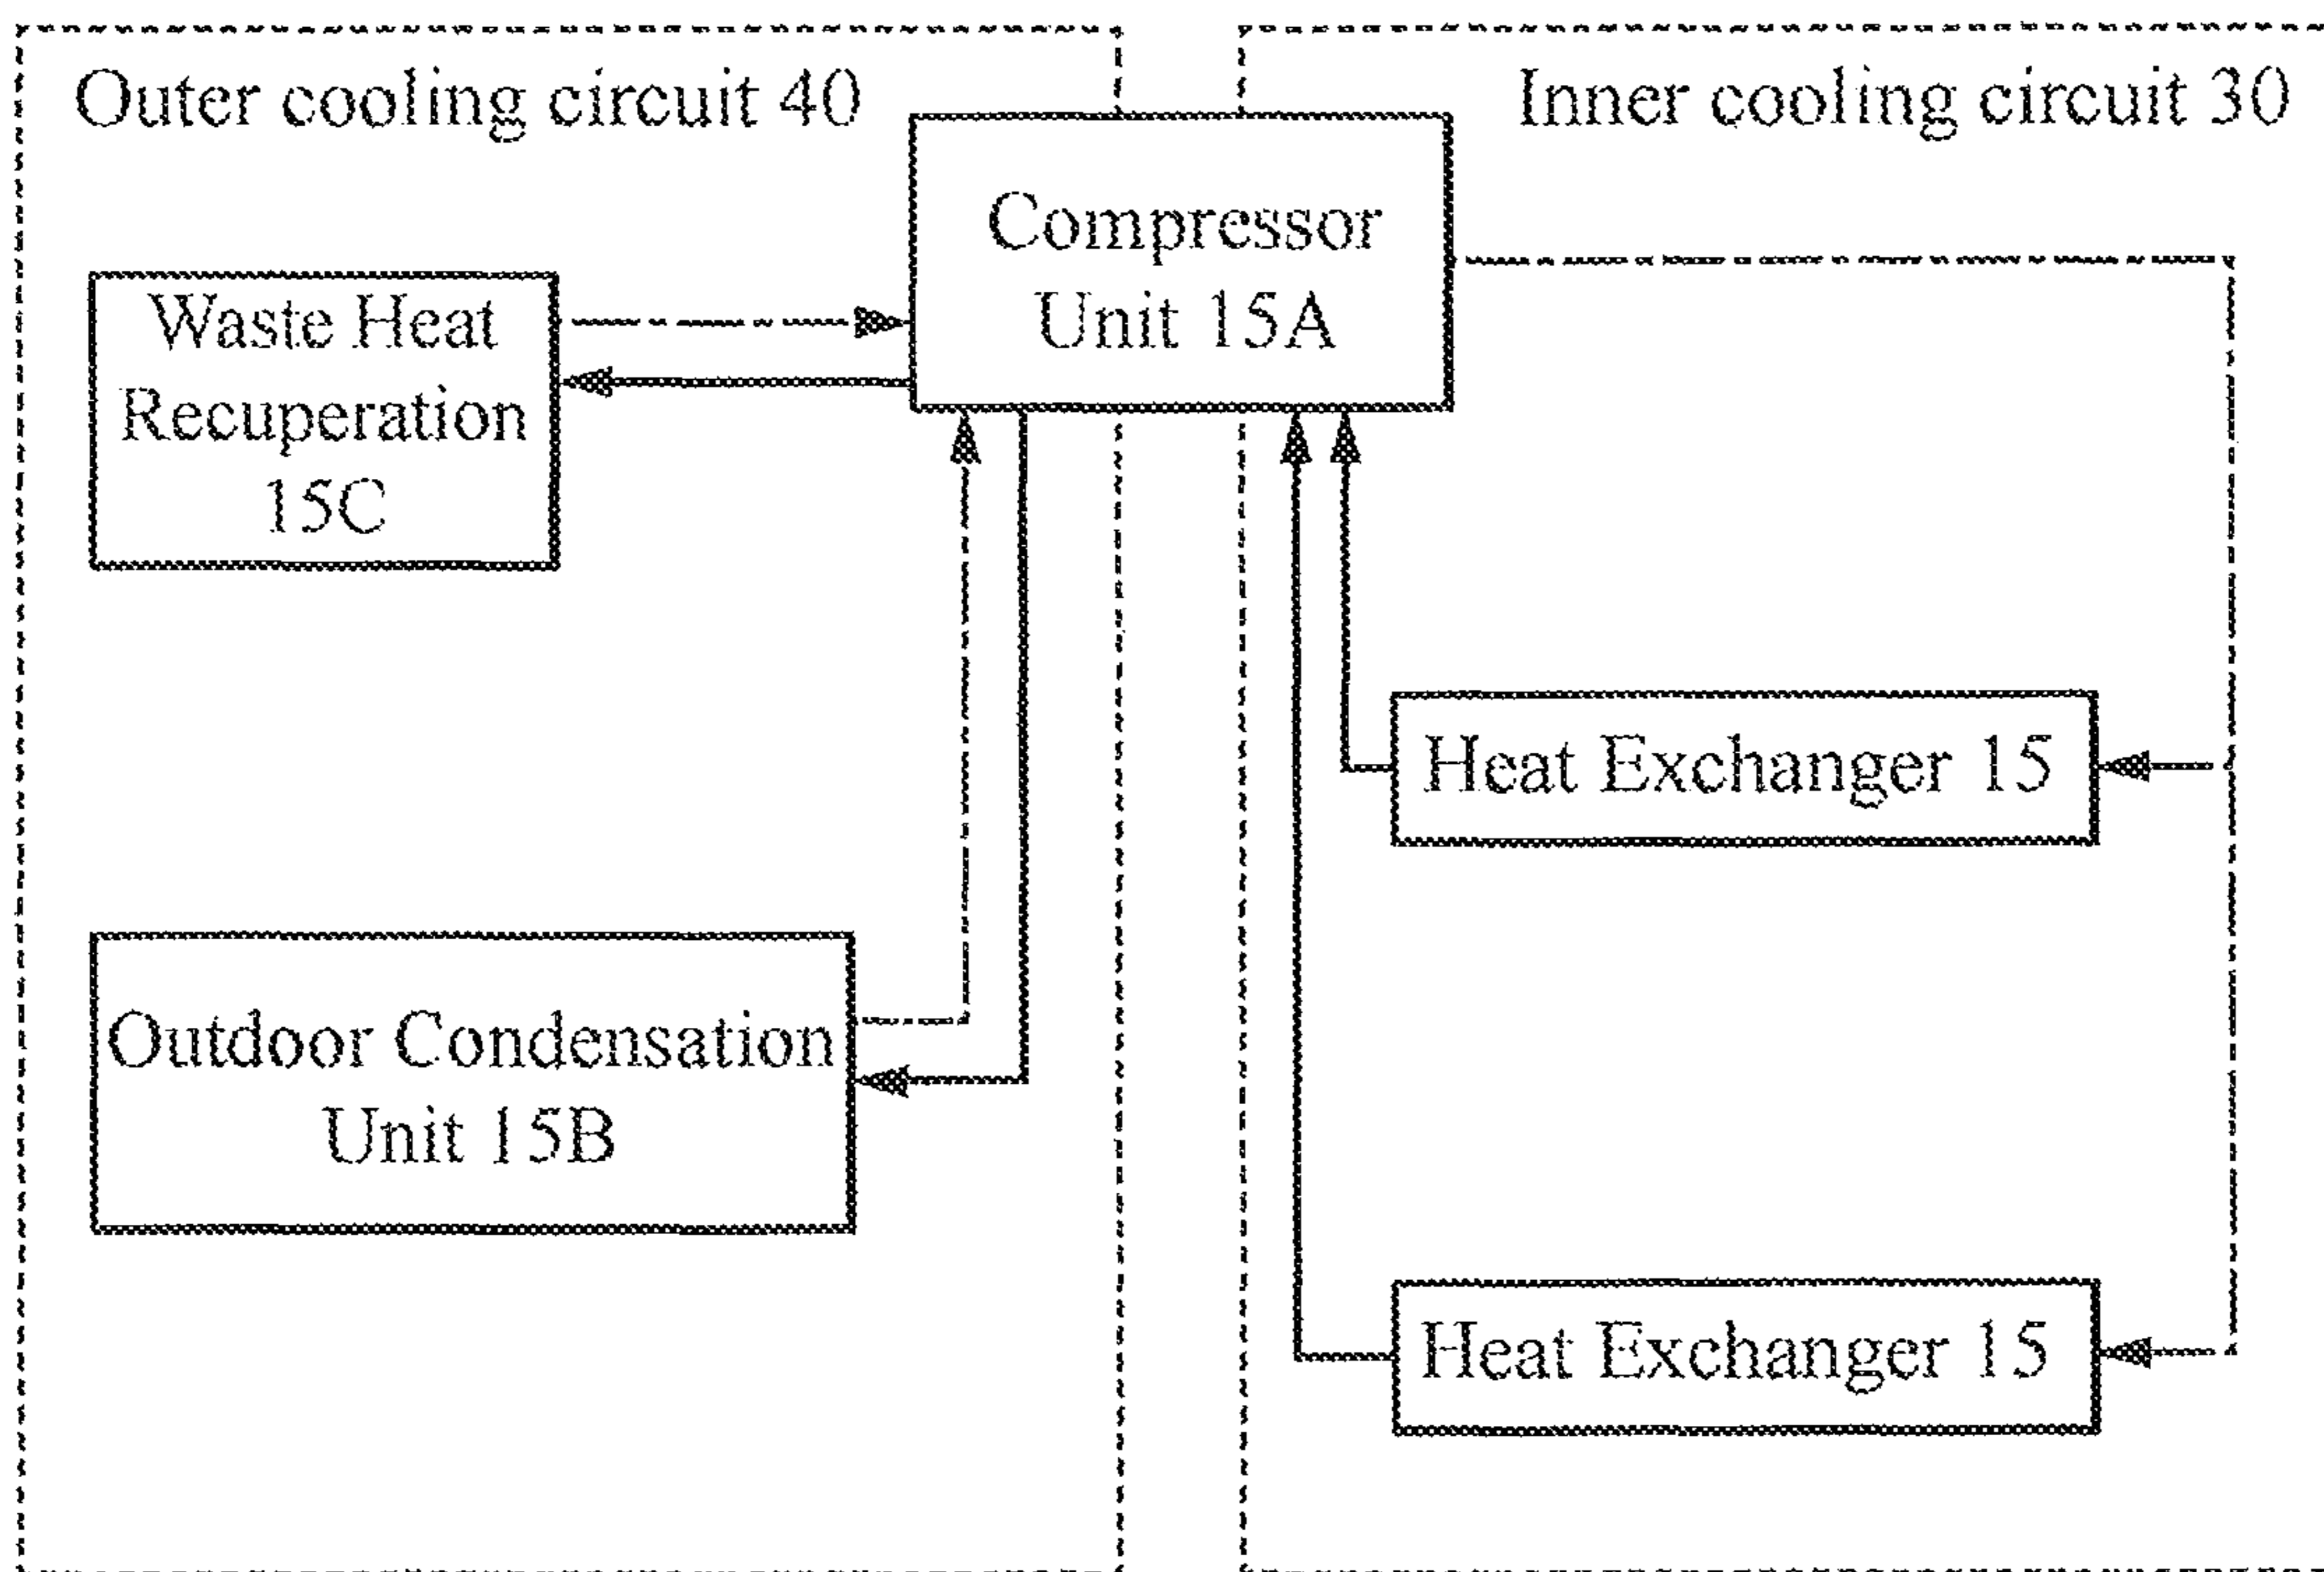 Outer cooling circuit 40
Inner cooling circuit 30
Compressor
Unit 15A
Waste Heat
Recuperation
15C
Heat Exchanger 15
Outdoor Condensation
Unit 15B
Heat Exchanger 15